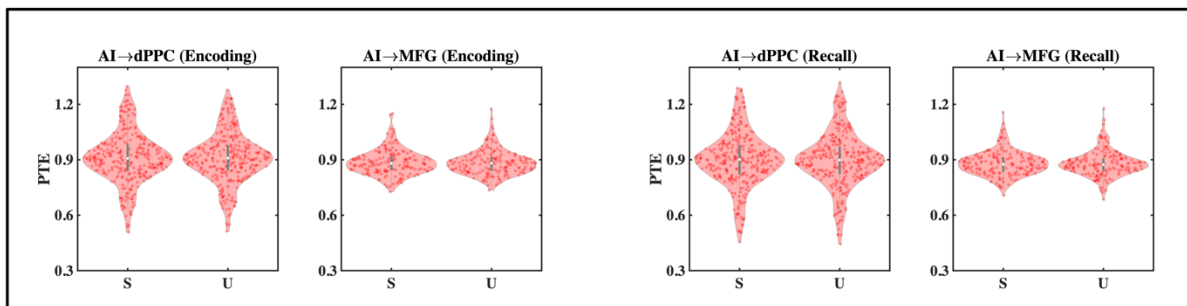 AI→dPPC (Encoding)
AI→MFG (Encoding)
AI→dPPC (Recall)
AI→MFG (Recall)
PTE
1.2
0.9
0.6
0.3
S
U
1.2
0.9
0.6
0.3
S
U
PTE
1.2
0.9
0.6
0.3
S
U
1.2
0.9
0.6
0.3
S
U